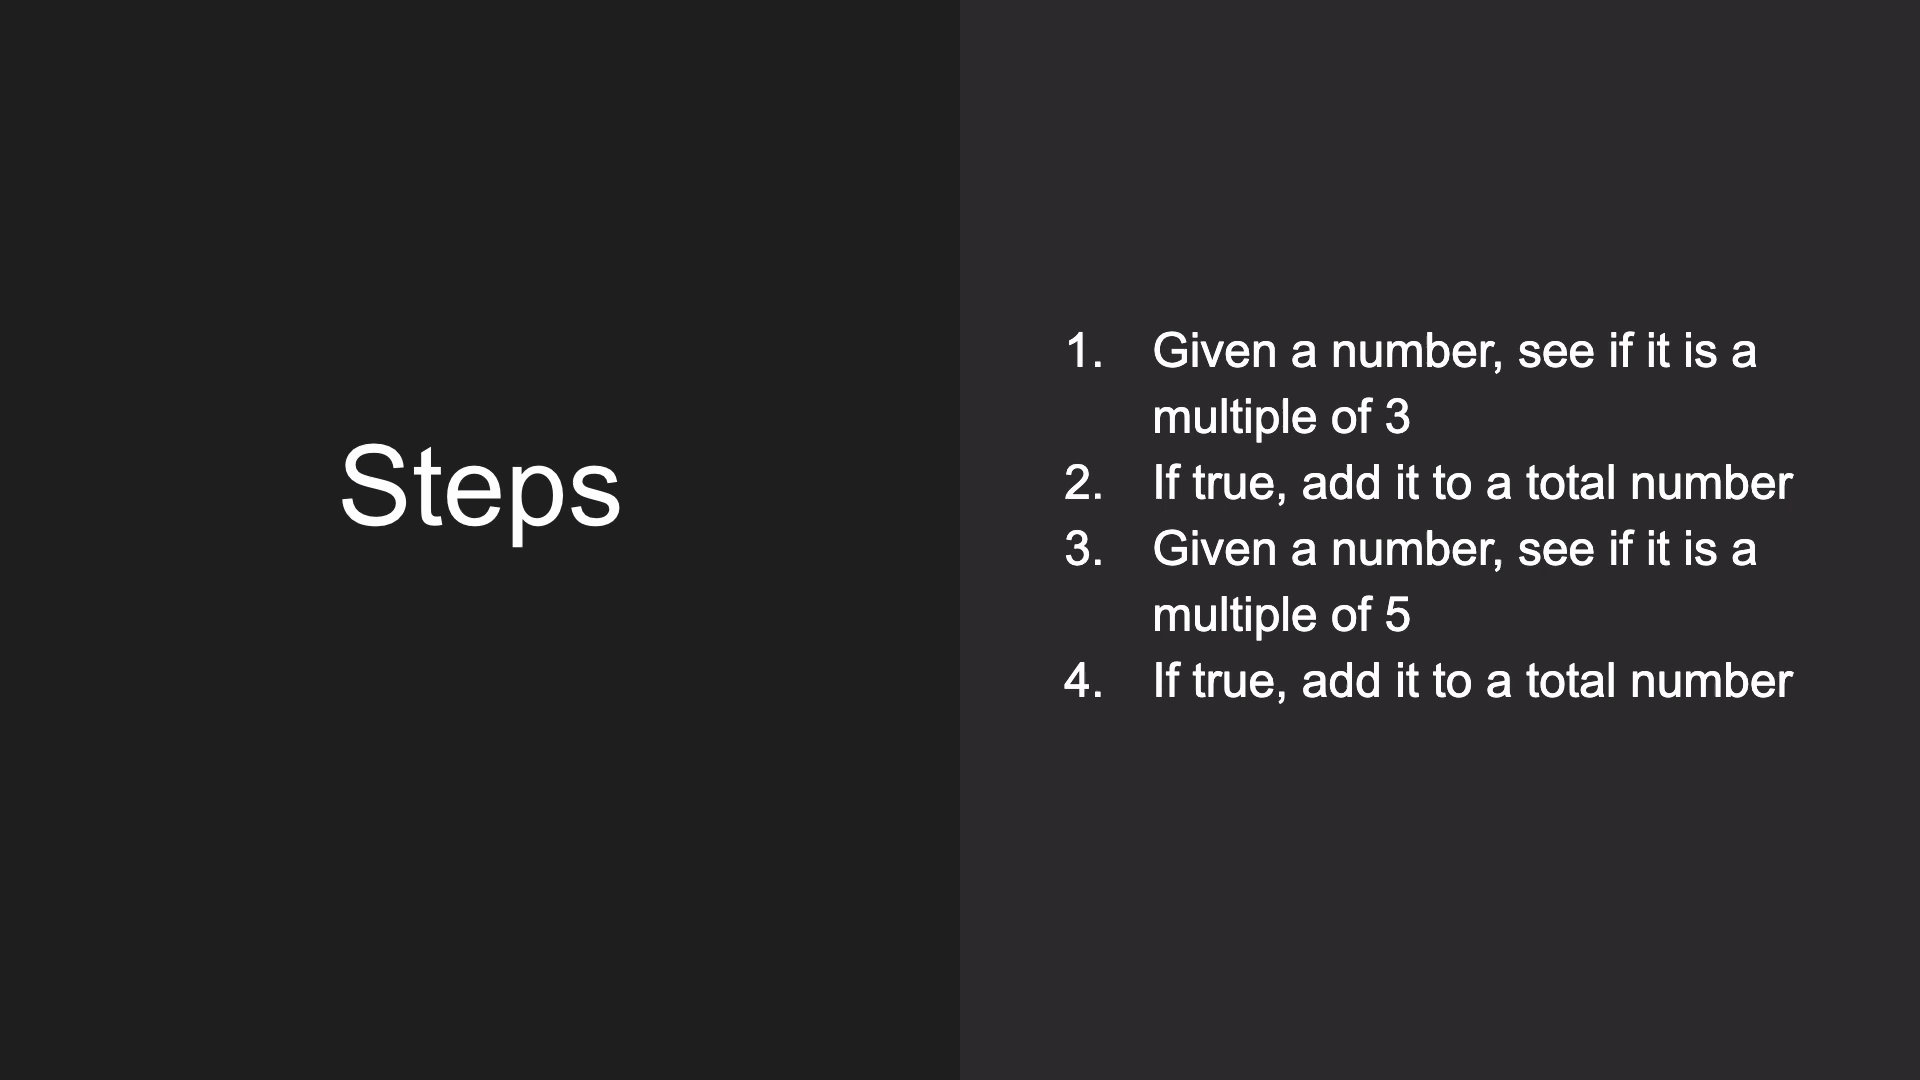 Steps
1. Given a number, see if it is a
multiple of 3
2. If true, add it to a total number
3. Given a number, see if it is a
multiple of 5
4. If true, add it to a total number